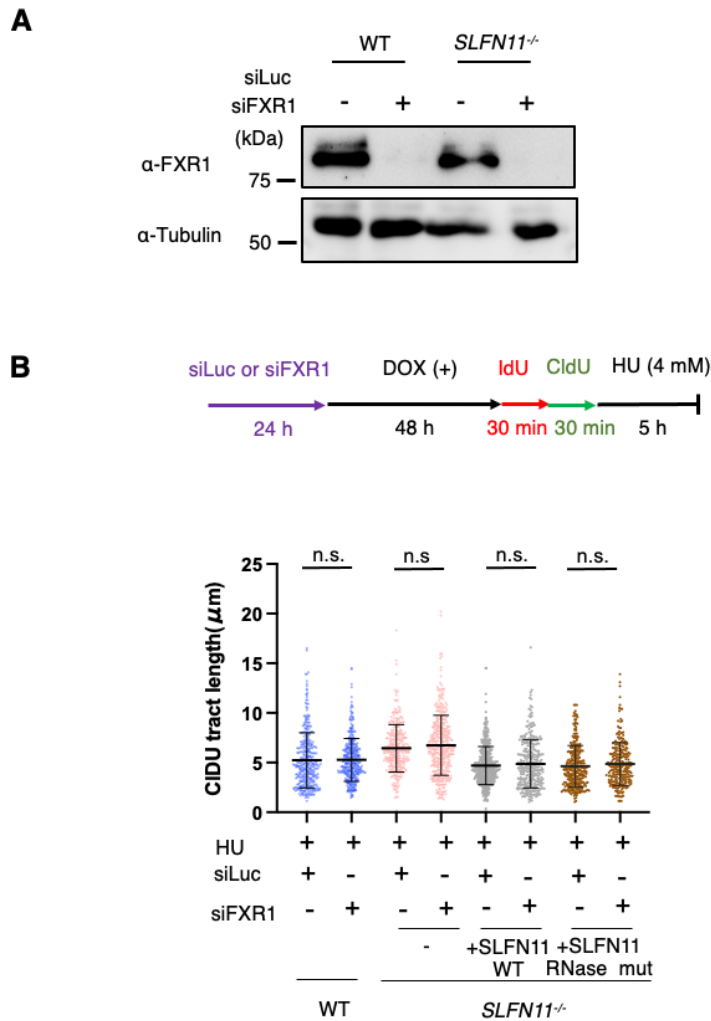 A
WT SLFN11-/-
siLuc
siFXR1 - + - +
(kDa)
α-FXR1
75
α-Tubulin
50
B
siLuc or siFXR1 DOX (+) IdU CldU HU (4 mM)
24 h 48 h 30 min 30 min 5 h
n.s. n.s n.s. n.s.
CIDU tract length(μm)
25
20
15
10
5
0
HU + + + + + + + +
siLuc + - + - + - + -
siFXR1 - + - + - + - +
- +SLFN11 +SLFN11
WT RNase mut
WT SLFN11-/-